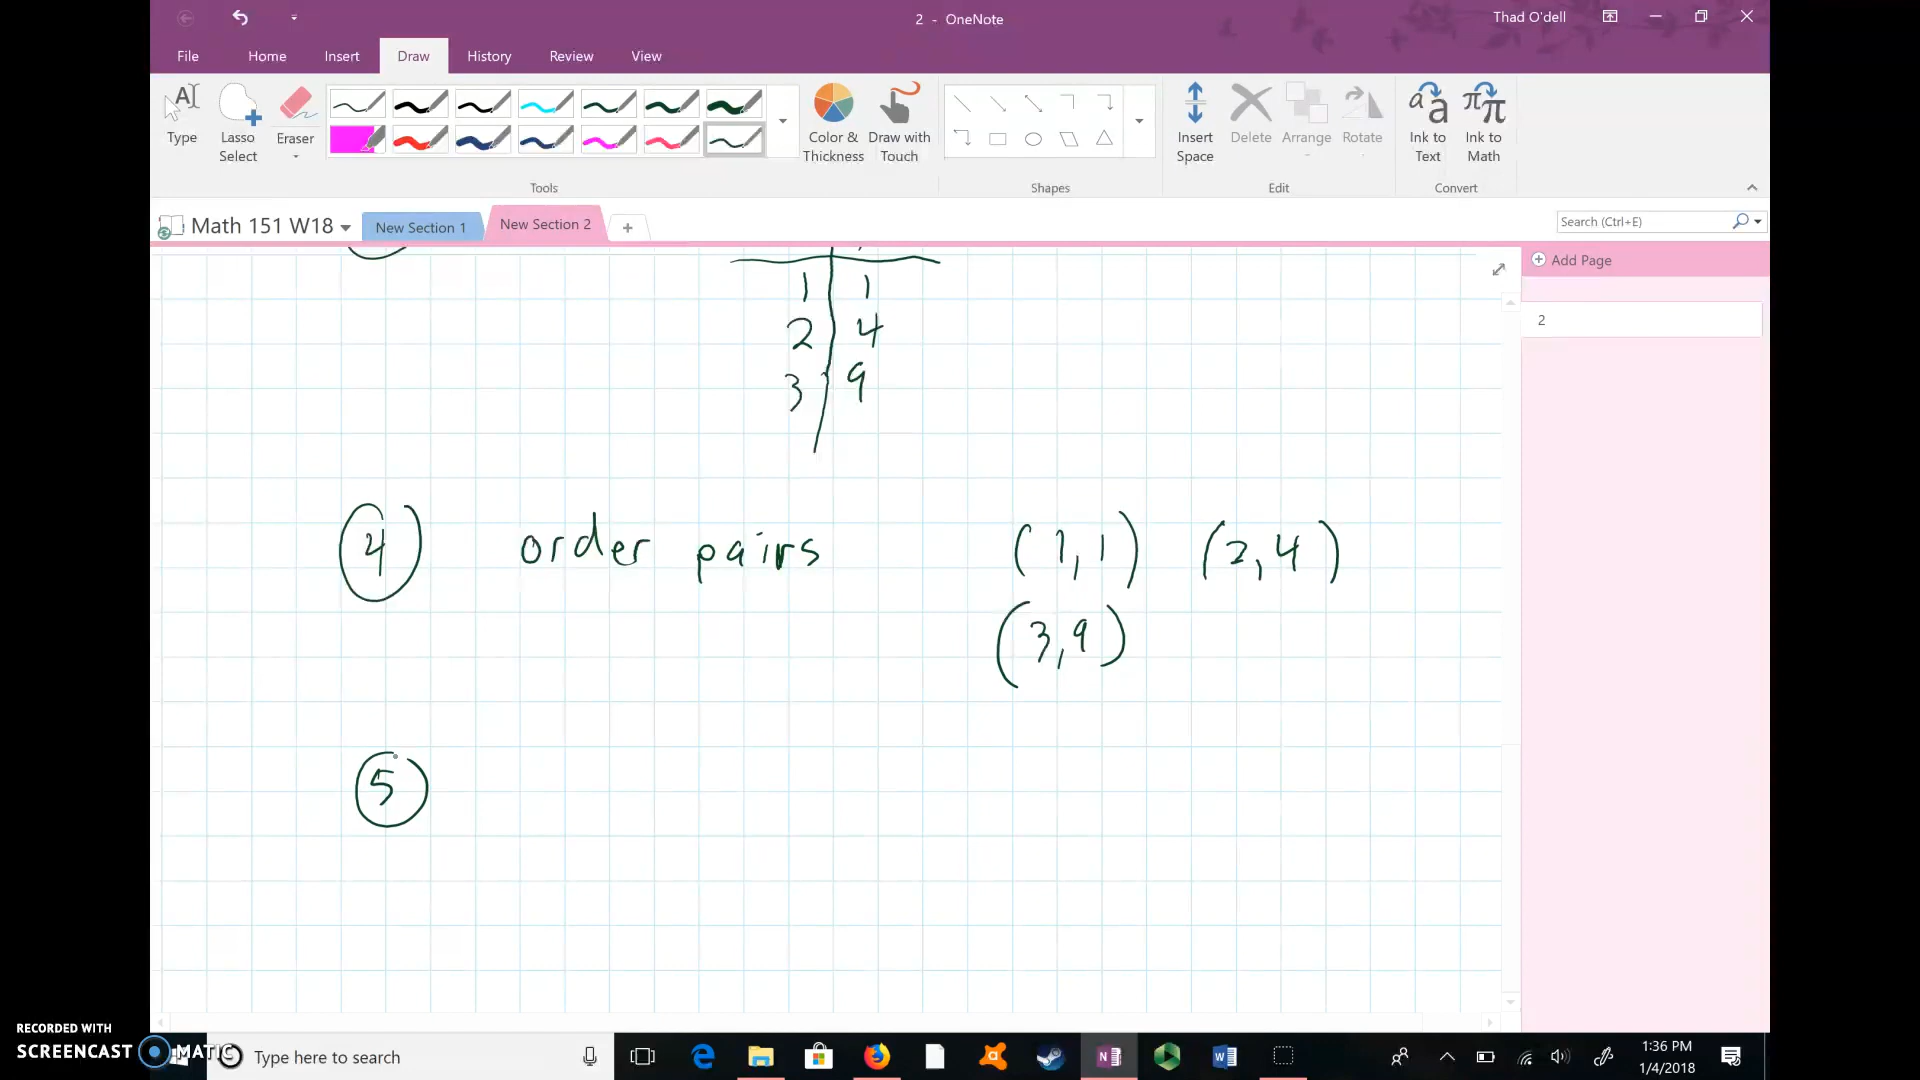 2 - OneNote
Thad O'dell
File Home Insert Draw History Review View
Type
Lasso Select
Eraser
Color & Thickness
Draw with Touch
Insert Space
Delete
Arrange
Rotate
Ink to Text
Ink to Math
Tools
Shapes
Edit
Convert
Math 151 W18
New Section 1
New Section 2
+
Search (Ctrl+E)
Add Page
2
1 1
2 4
3 9
4 order pairs (1,1) (2,4)
(3,9)
5
RECORDED WITH
SCREENCAST MATIC
Type here to search
1:36 PM
1/4/2018